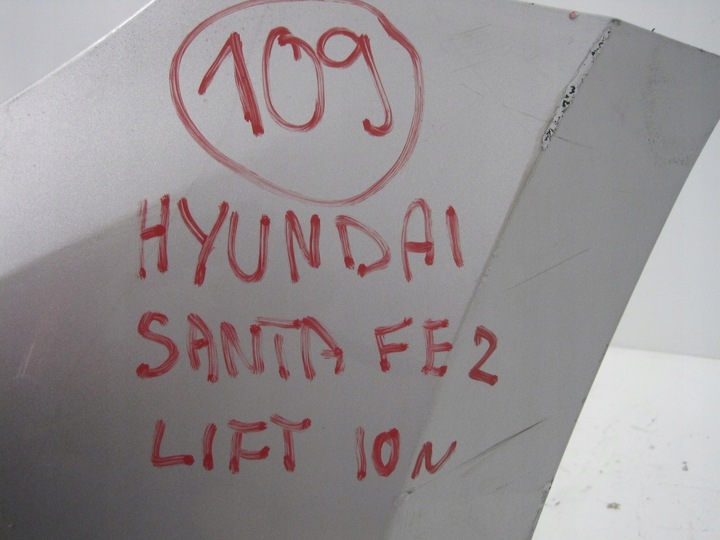 109
HYUNDAI
SANTA FE 2
LIFT 10N